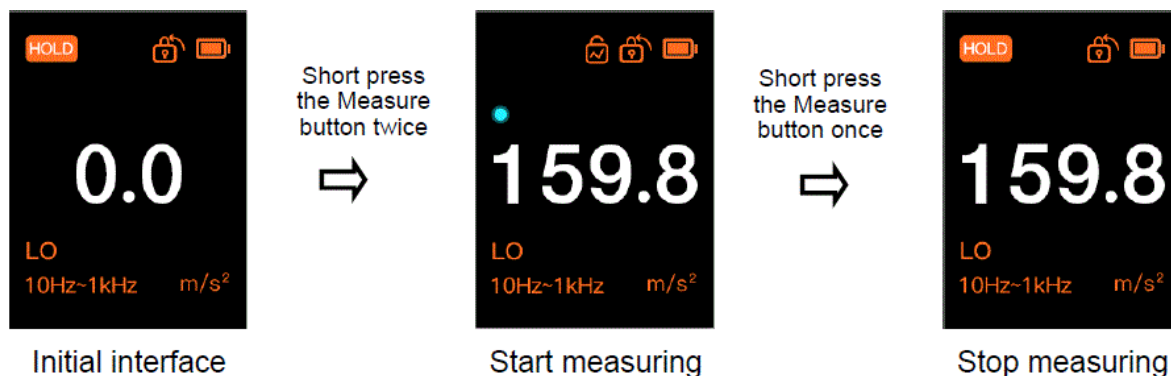 HOLD
0.0
LO
10Hz~1kHz m/s²
Initial interface
Short press
the Measure
button twice
159.8
LO
10Hz~1kHz m/s²
Start measuring
Short press
the Measure
button once
HOLD
159.8
LO
10Hz~1kHz m/s²
Stop measuring